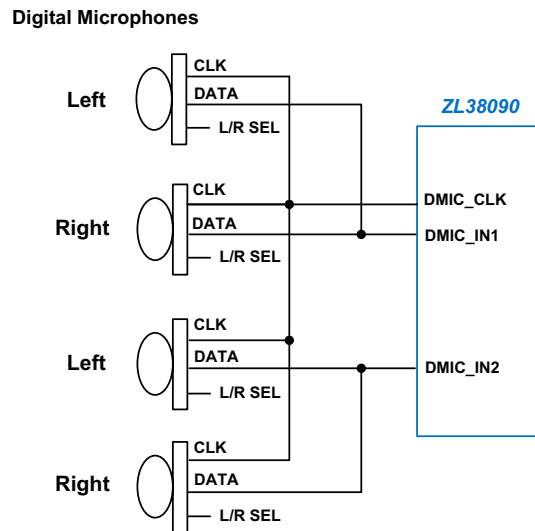 Digital Microphones
CLK
Left
DATA
L/R SEL
ZL38090
CLK
DMIC_CLK
Right
DATA
DMIC_IN1
L/R SEL
CLK
Left
DATA
DMIC_IN2
L/R SEL
CLK
Right
DATA
L/R SEL